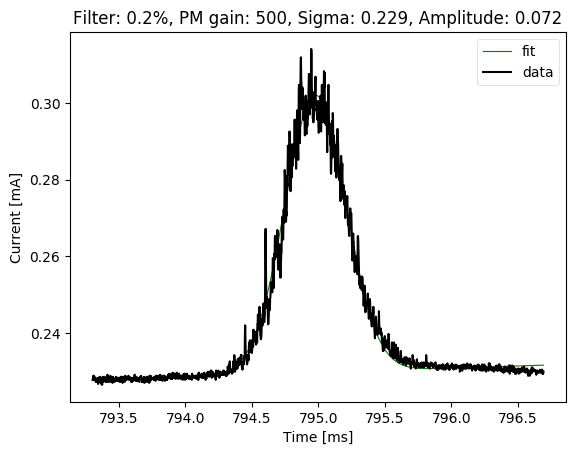 Filter: 0.2%, PM gain: 500, Sigma: 0.229, Amplitude: 0.072
fit
data
0.30
0.28
0.26
0.24
Current [mA]
793.5 794.0 794.5 795.0 795.5 796.0 796.5
Time [ms]